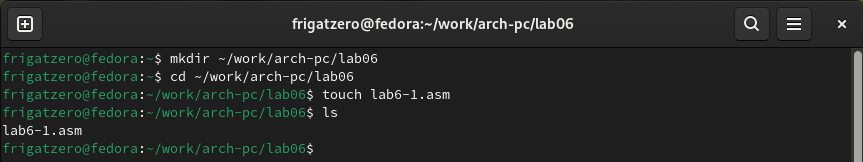 frigatzero@fedora:~/work/arch-pc/lab06
frigatzero@fedora:~$ mkdir ~/work/arch-pc/lab06
frigatzero@fedora:~$ cd ~/work/arch-pc/lab06
frigatzero@fedora:~/work/arch-pc/lab06$ touch lab6-1.asm
frigatzero@fedora:~/work/arch-pc/lab06$ ls
lab6-1.asm
frigatzero@fedora:~/work/arch-pc/lab06$